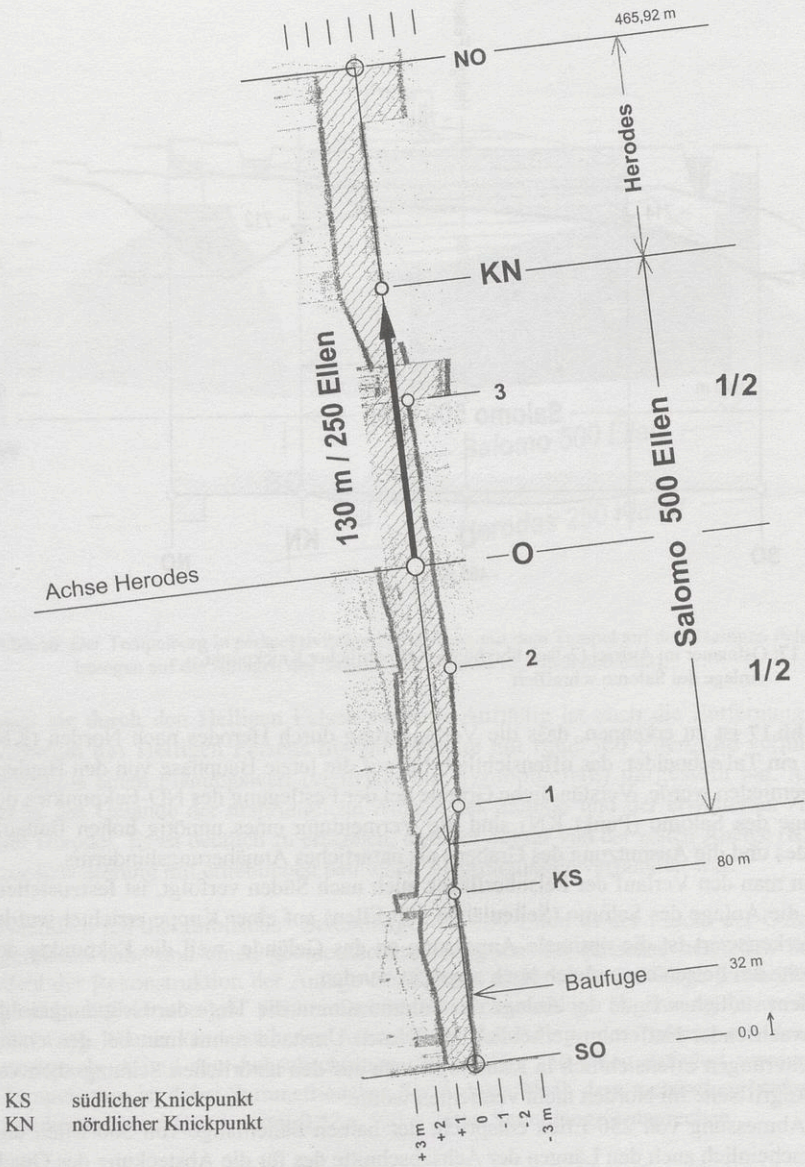 465,92 m
NO
Herodes
KN
130 m / 250 Ellen
3
1/2
Salomo 500 Ellen
O
Achse Herodes
2
1/2
1
80 m
KS
32 m
Baufuge
0,0
SO
KS südlicher Knickpunkt
KN nördlicher Knickpunkt
+ 3 m
+ 2
+ 1
0
- 1
- 2
- 3 m